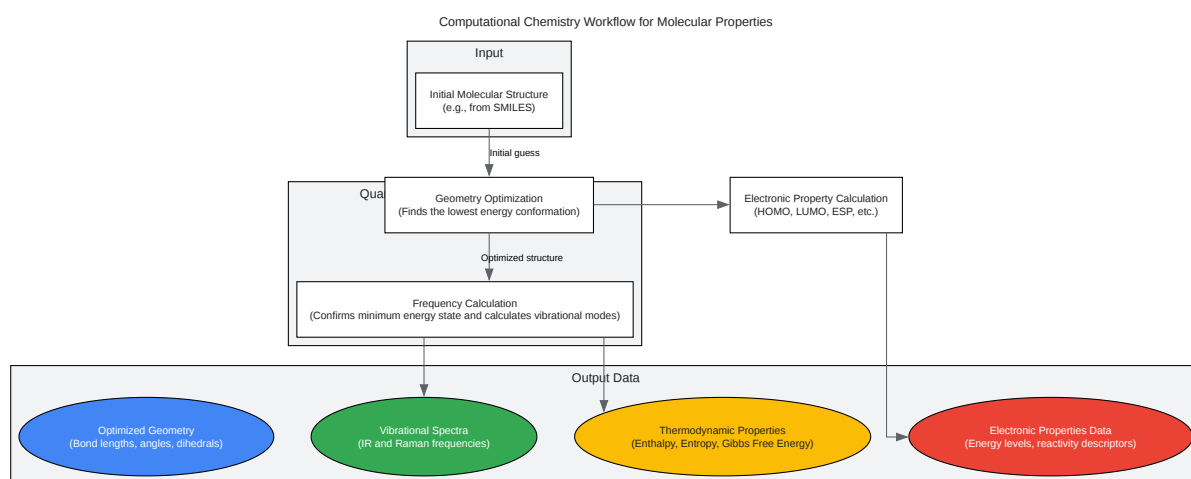 Computational Chemistry Workflow for Molecular Properties
Input
Initial Molecular Structure
(e.g., from SMILES)
Initial guess
Geometry Optimization
(Finds the lowest energy conformation)
Electronic Property Calculation
(HOMO, LUMO, ESP, etc.)
Optimized structure
Frequency Calculation
(Confirms minimum energy state and calculates vibrational modes)
Output Data
Optimized Geometry
(Bond lengths, angles, dihedrals)
Vibrational Spectra
(IR and Raman frequencies)
Thermodynamic Properties
(Enthalpy, Entropy, Gibbs Free Energy)
Electronic Properties Data
(Energy levels, reactivity descriptors)